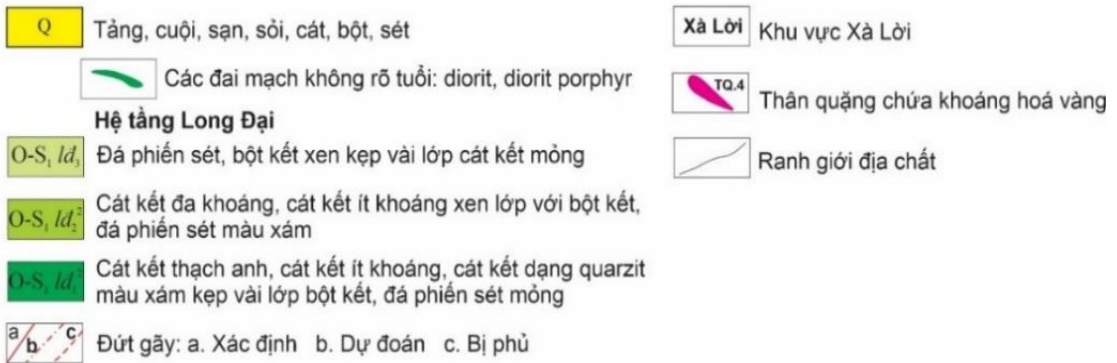 Q Tảng, cuội, sạn, sỏi, cát, bột, sét
Các đai mạch không rõ tuổi: diorit, diorit porphyr
Hệ tầng Long Đại
O-S₁ lđ₃ Đá phiến sét, bột kết xen kẹp vài lớp cát kết mỏng
O-S₁ lđ₂² Cát kết đa khoáng, cát kết ít khoáng xen lớp với bột kết,
đá phiến sét màu xám
O-S₁ Cát kết thạch anh, cát kết ít khoáng, cát kết dạng quarzit
màu xám kẹp vài lớp bột kết, đá phiến sét mỏng
a b c Đứt gãy: a. Xác định b. Dự đoán c. Bị phủ
Xà Lời Khu vực Xà Lời
TQ.4 Thân quặng chứa khoáng hoá vàng
Ranh giới địa chất